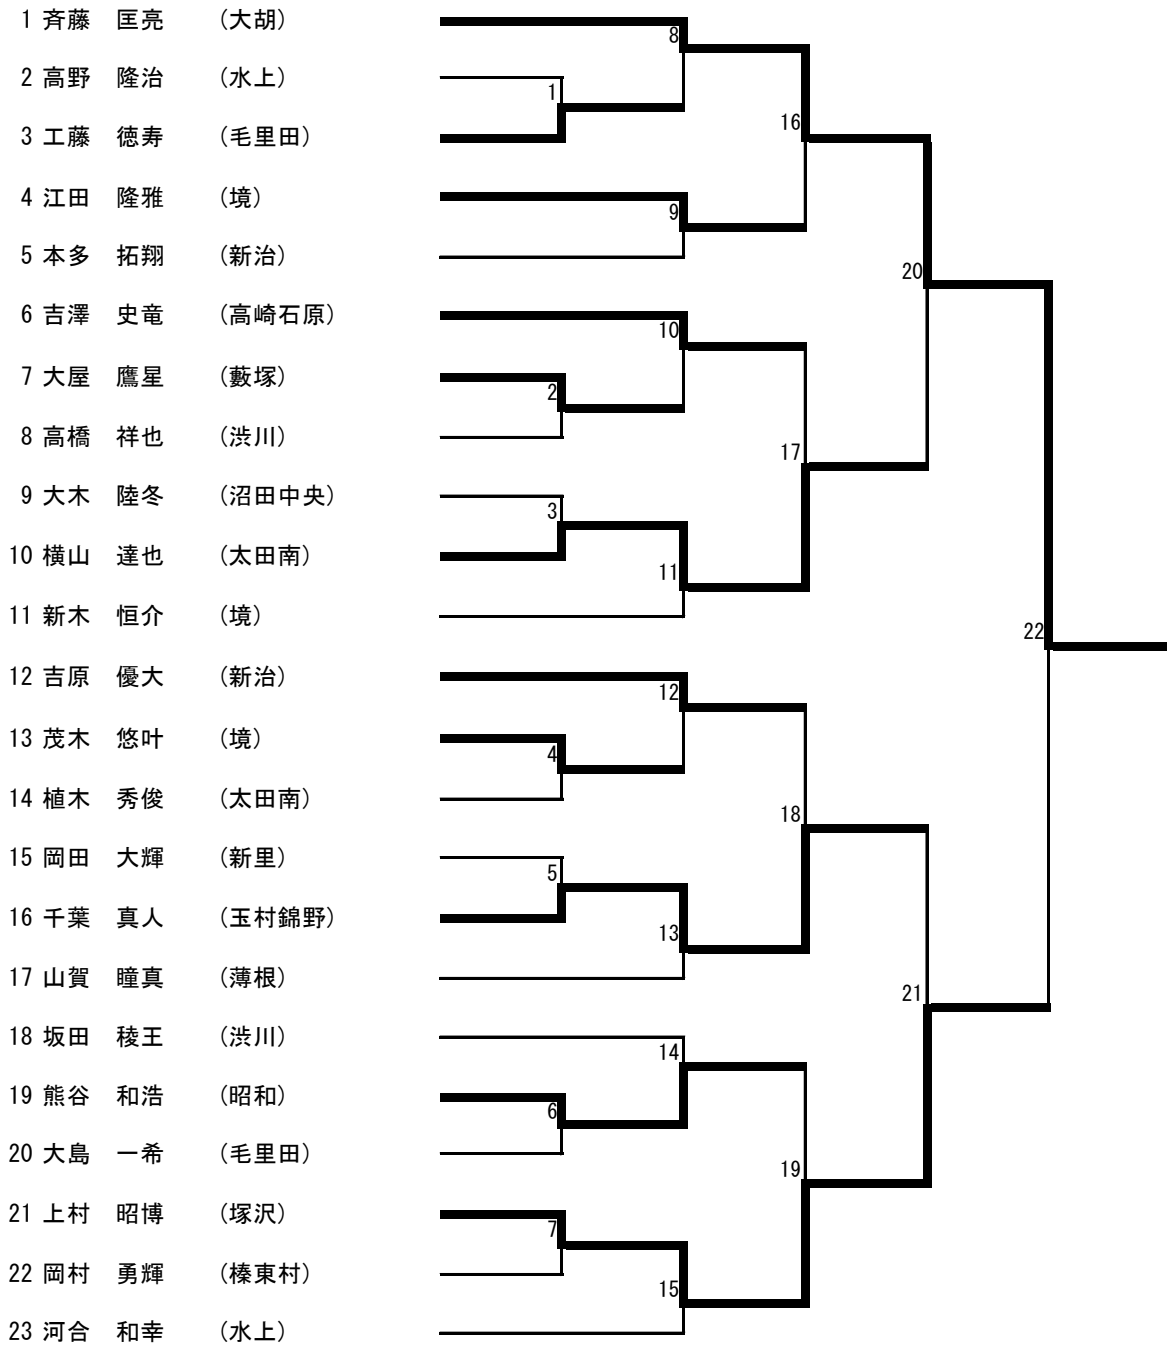 1 斉藤 匡亮 (大胡)
8
2 高野 隆治 (水上)
1
3 工藤 徳寿 (毛里田)
16
4 江田 隆雅 (境)
9
5 本多 拓翔 (新治)
20
6 吉澤 史竜 (高崎石原)
10
7 大屋 鷹星 (藪塚)
2
8 高橋 祥也 (渋川)
17
9 大木 陸冬 (沼田中央)
3
10 横山 達也 (太田南)
11
11 新木 恒介 (境)
22
12 吉原 優大 (新治)
12
13 茂木 悠叶 (境)
4
14 植木 秀俊 (太田南)
18
15 岡田 大輝 (新里)
5
16 千葉 真人 (玉村錦野)
13
17 山賀 瞳真 (薄根)
21
18 坂田 稜王 (渋川)
14
19 熊谷 和浩 (昭和)
6
20 大島 一希 (毛里田)
19
21 上村 昭博 (塚沢)
7
22 岡村 勇輝 (榛東村)
15
23 河合 和幸 (水上)